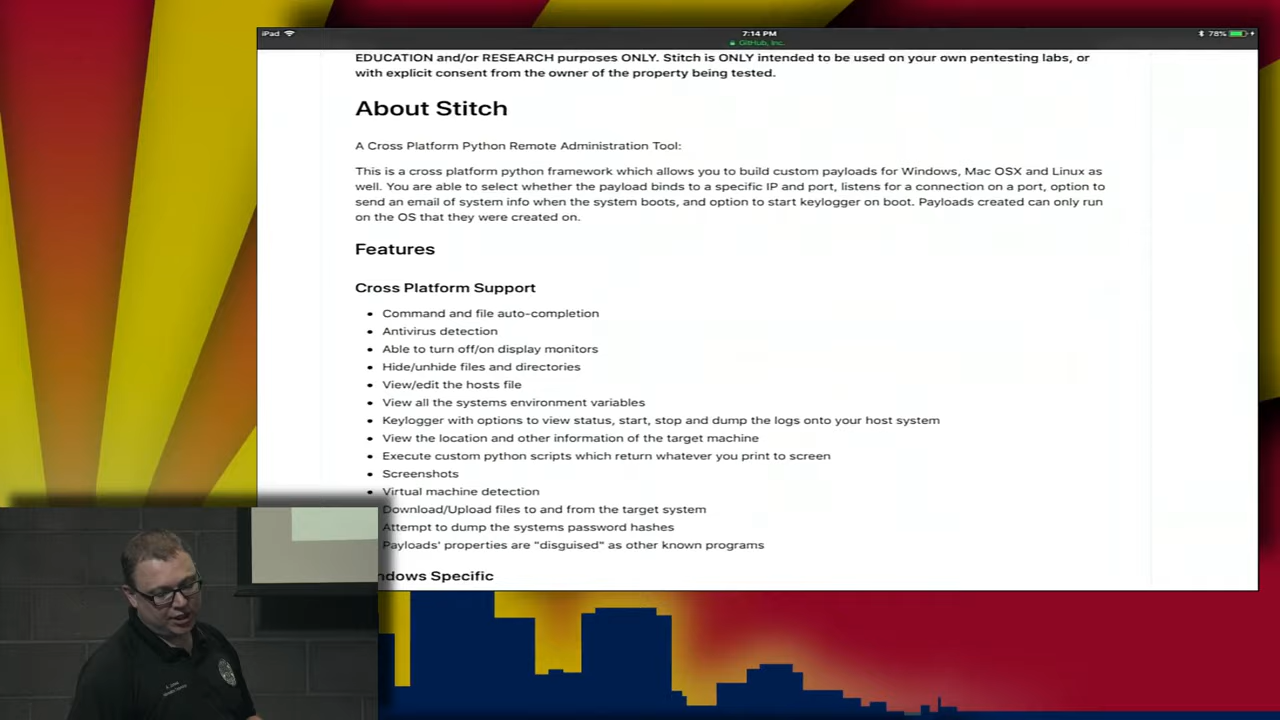 iPad
7:14 PM
78%
GitHub, Inc.
EDUCATION and/or RESEARCH purposes ONLY. Stitch is ONLY intended to be used on your own pentesting labs, or
with explicit consent from the owner of the property being tested.
About Stitch
A Cross Platform Python Remote Administration Tool:
This is a cross platform python framework which allows you to build custom payloads for Windows, Mac OSX and Linux as
well. You are able to select whether the payload binds to a specific IP and port, listens for a connection on a port, option to
send an email of system info when the system boots, and option to start keylogger on boot. Payloads created can only run
on the OS that they were created on.
Features
Cross Platform Support
Command and file auto-completion
Antivirus detection
Able to turn off/on display monitors
Hide/unhide files and directories
View/edit the hosts file
View all the systems environment variables
Keylogger with options to view status, start, stop and dump the logs onto your host system
View the location and other information of the target machine
Execute custom python scripts which return whatever you print to screen
Screenshots
Virtual machine detection
Download/Upload files to and from the target system
Attempt to dump the systems password hashes
Payloads' properties are "disguised" as other known programs
ndows Specific